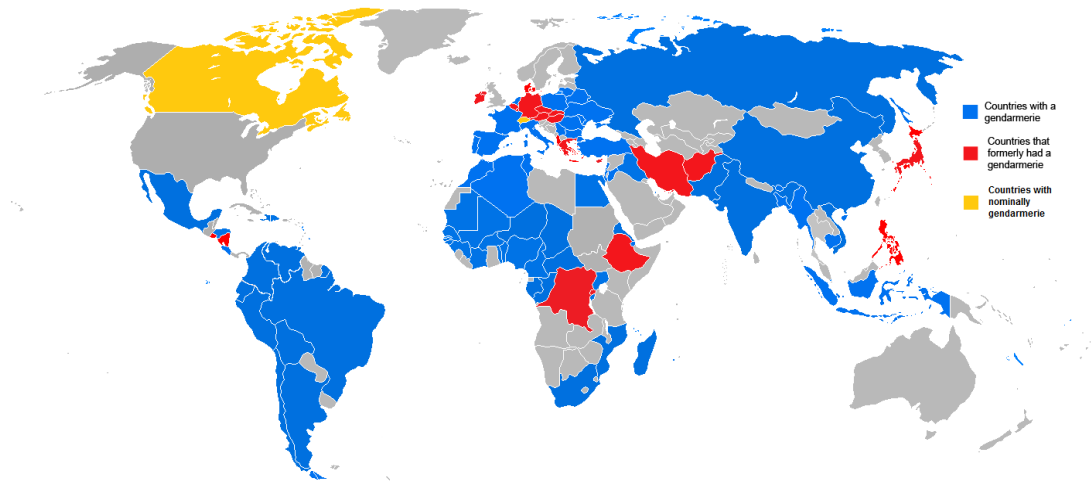 Countries with a
gendarmerie
Countries that
formerly had a
gendarmerie
Countries with
nominally
gendarmerie